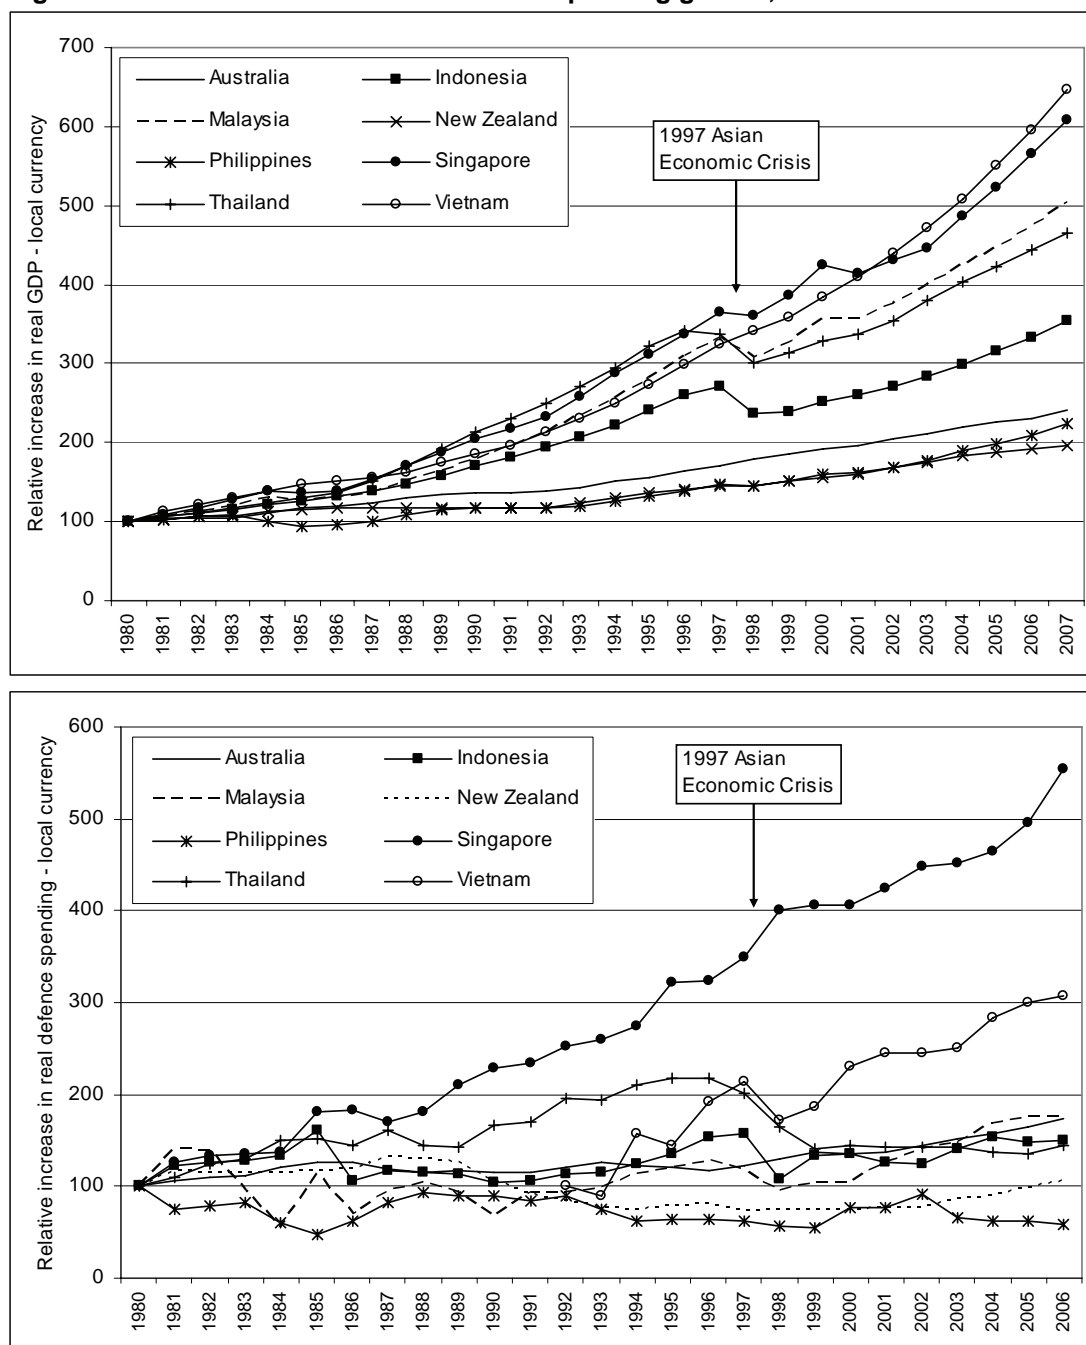 Relative increase in real GDP - local currency
700
600
500
400
300
200
100
0
Australia Indonesia
Malaysia New Zealand
Philippines Singapore
Thailand Vietnam
1997 Asian
Economic Crisis
1980 1981 1982 1983 1984 1985 1986 1987 1988 1989 1990 1991 1992 1993 1994 1995 1996 1997 1998 1999 2000 2001 2002 2003 2004 2005 2006 2007
Relative increase in real defence spending - local currency
600
500
400
300
200
100
0
Australia Indonesia
Malaysia New Zealand
Philippines Singapore
Thailand Vietnam
1997 Asian
Economic Crisis
1980 1981 1982 1983 1984 1985 1986 1987 1988 1989 1990 1991 1992 1993 1994 1995 1996 1997 1998 1999 2000 2001 2002 2003 2004 2005 2006